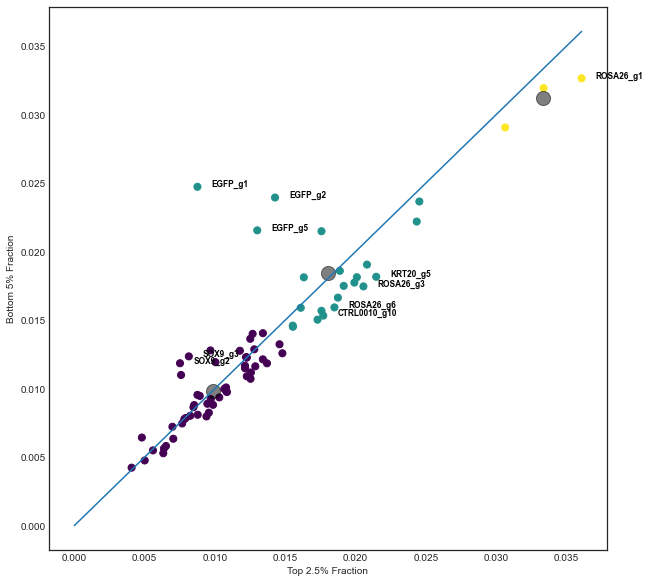 0.035
0.030
0.025
0.020
0.015
0.010
0.005
0.000
Bottom 5% Fraction
ROSA26_g1
EGFP_g1
EGFP_g2
EGFP_g5
KRT20_g5
ROSA26_g3
ROSA26_g6
CTRL0010_g10
SOX9_g3
SOX9_g2
0.000 0.005 0.010 0.015 0.020 0.025 0.030 0.035
Top 2.5% Fraction